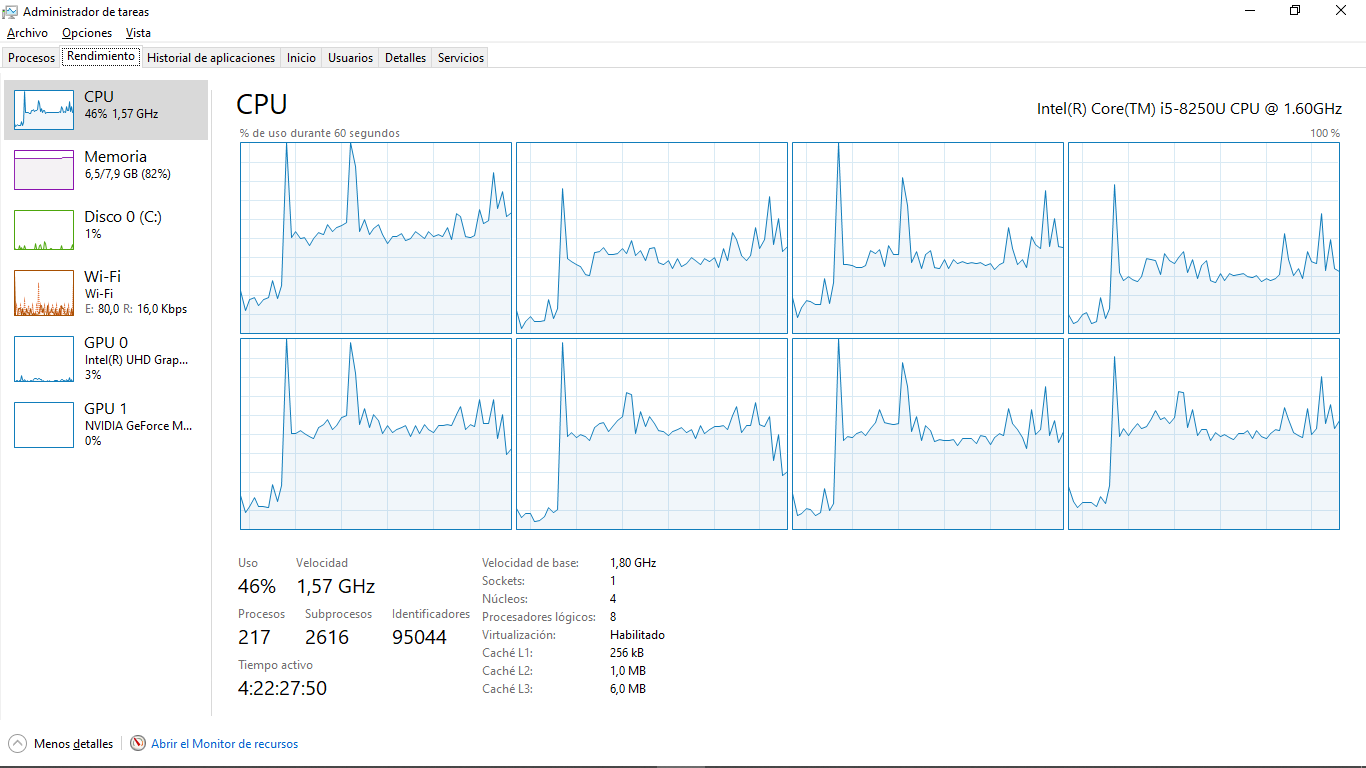 Administrador de tareas
Archivo Opciones Vista
Procesos Rendimiento Historial de aplicaciones Inicio Usuarios Detalles Servicios
CPU
46% 1,57 GHz
Memoria
6,5/7,9 GB (82%)
Disco 0 (C:)
1%
Wi-Fi
Wi-Fi
E: 80,0 R: 16,0 Kbps
GPU 0
Intel(R) UHD Grap...
3%
GPU 1
NVIDIA GeForce M...
0%
CPU
Intel(R) Core(TM) i5-8250U CPU @ 1.60GHz
% de uso durante 60 segundos 100 %
Uso Velocidad
46% 1,57 GHz
Procesos Subprocesos Identificadores
217 2616 95044
Tiempo activo
4:22:27:50
Velocidad de base: 1,80 GHz
Sockets: 1
Núcleos: 4
Procesadores lógicos: 8
Virtualización: Habilitado
Caché L1: 256 kB
Caché L2: 1,0 MB
Caché L3: 6,0 MB
Menos detalles Abrir el Monitor de recursos